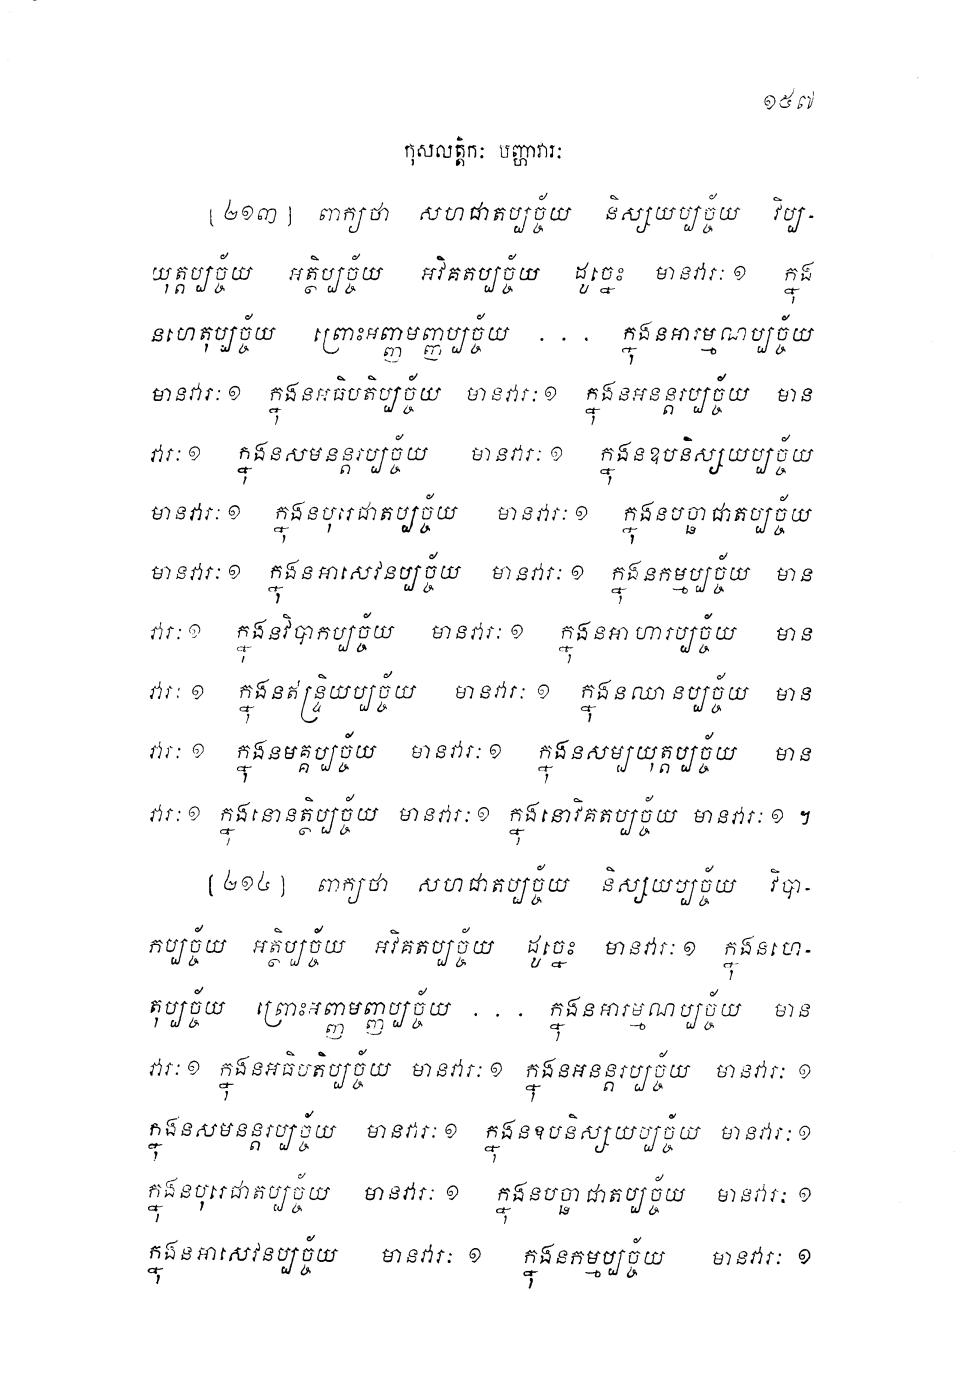 ១៥៧
កុសលត្តិកៈ បញ្ហាវារៈ
[២១៣] ពាក្យថា សហជាតប្បច្ច័យ និស្សយប្បច្ច័យ វិប្ប-
យុត្តប្បច្ច័យ អត្ថិប្បច្ច័យ អវិគតប្បច្ច័យ ដូច្នេះ មានវារៈ ១ ក្នុង
នហេតុប្បច្ច័យ ព្រោះអញ្ញមញ្ញប្បច្ច័យ . . . ក្នុងនអារម្មណប្បច្ច័យ
មានវារៈ ១ ក្នុងនអធិបតិប្បច្ច័យ មានវារៈ ១ ក្នុងនអនន្តរប្បច្ច័យ មាន
វារៈ ១ ក្នុងនសមនន្តរប្បច្ច័យ មានវារៈ ១ ក្នុងនឧបនិស្សយប្បច្ច័យ
មានវារៈ ១ ក្នុងនបុរេជាតប្បច្ច័យ មានវារៈ ១ ក្នុងនបច្ឆាជាតប្បច្ច័យ
មានវារៈ ១ ក្នុងនអាសេវនប្បច្ច័យ មានវារៈ ១ ក្នុងនកម្មប្បច្ច័យ មាន
វារៈ ១ ក្នុងនវិបាកប្បច្ច័យ មានវារៈ ១ ក្នុងនអាហារប្បច្ច័យ មាន
វារៈ ១ ក្នុងនឥន្ទ្រិយប្បច្ច័យ មានវារៈ ១ ក្នុងនឈានប្បច្ច័យ មាន
វារៈ ១ ក្នុងនមគ្គប្បច្ច័យ មានវារៈ ១ ក្នុងនសម្បយុត្តប្បច្ច័យ មាន
វារៈ ១ ក្នុងនោនត្ថិប្បច្ច័យ មានវារៈ ១ ក្នុងនោវិគតប្បច្ច័យ មានវារៈ ១ ។
[២១៤] ពាក្យថា សហជាតប្បច្ច័យ និស្សយប្បច្ច័យ វិបា-
កប្បច្ច័យ អត្ថិប្បច្ច័យ អវិគតប្បច្ច័យ ដូច្នេះ មានវារៈ ១ ក្នុងនហេ-
តុប្បច្ច័យ ព្រោះអញ្ញមញ្ញប្បច្ច័យ . . . ក្នុងនអារម្មណប្បច្ច័យ មាន
វារៈ ១ ក្នុងនអធិបតិប្បច្ច័យ មានវារៈ ១ ក្នុងនអនន្តរប្បច្ច័យ មានវារៈ ១
ក្នុងនសមនន្តរប្បច្ច័យ មានវារៈ ១ ក្នុងនឧបនិស្សយប្បច្ច័យ មានវារៈ ១
ក្នុងនបុរេជាតប្បច្ច័យ មានវារៈ ១ ក្នុងនបច្ឆាជាតប្បច្ច័យ មានវារៈ ១
ក្នុងនអាសេវនប្បច្ច័យ មានវារៈ ១ ក្នុងនកម្មប្បច្ច័យ មានវារៈ ១